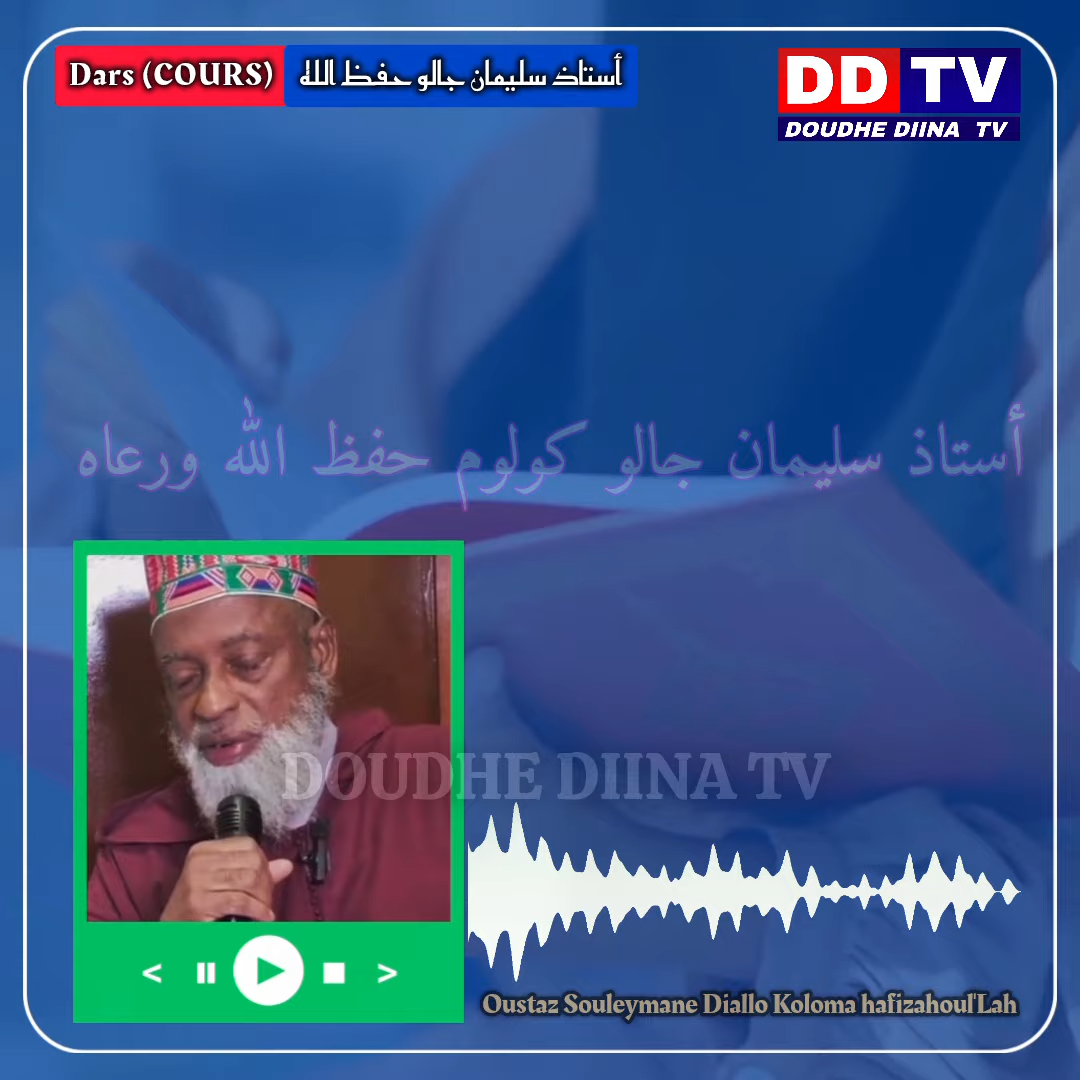 Dars (COURS) أستاذ سليمان جالو حفظ الله
DD TV
DOUDHE DIINA TV
أستاذ سليمان جالو كولوم حفظ الله ورعاه
DOUDHE DIINA TV
Oustaz Souleymane Diallo Koloma hafizahoul'Lah